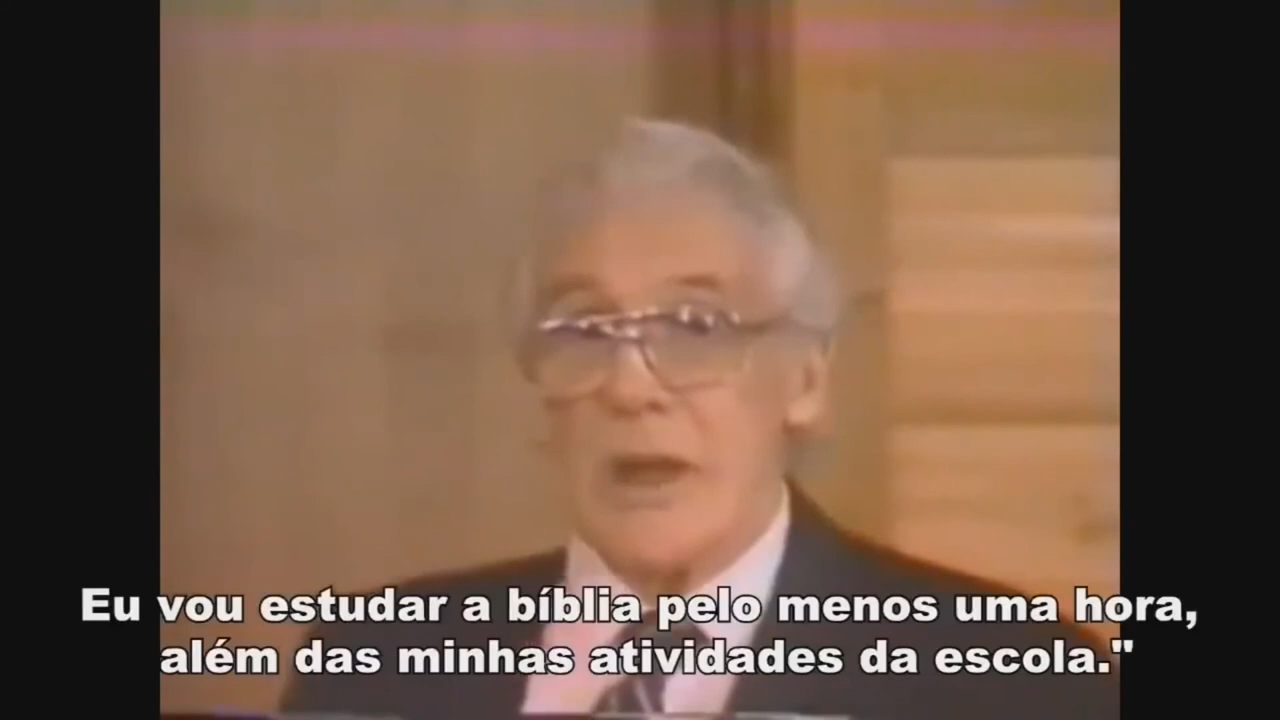 Eu vou estudar a bíblia pelo menos uma hora,
além das minhas atividades da escola."